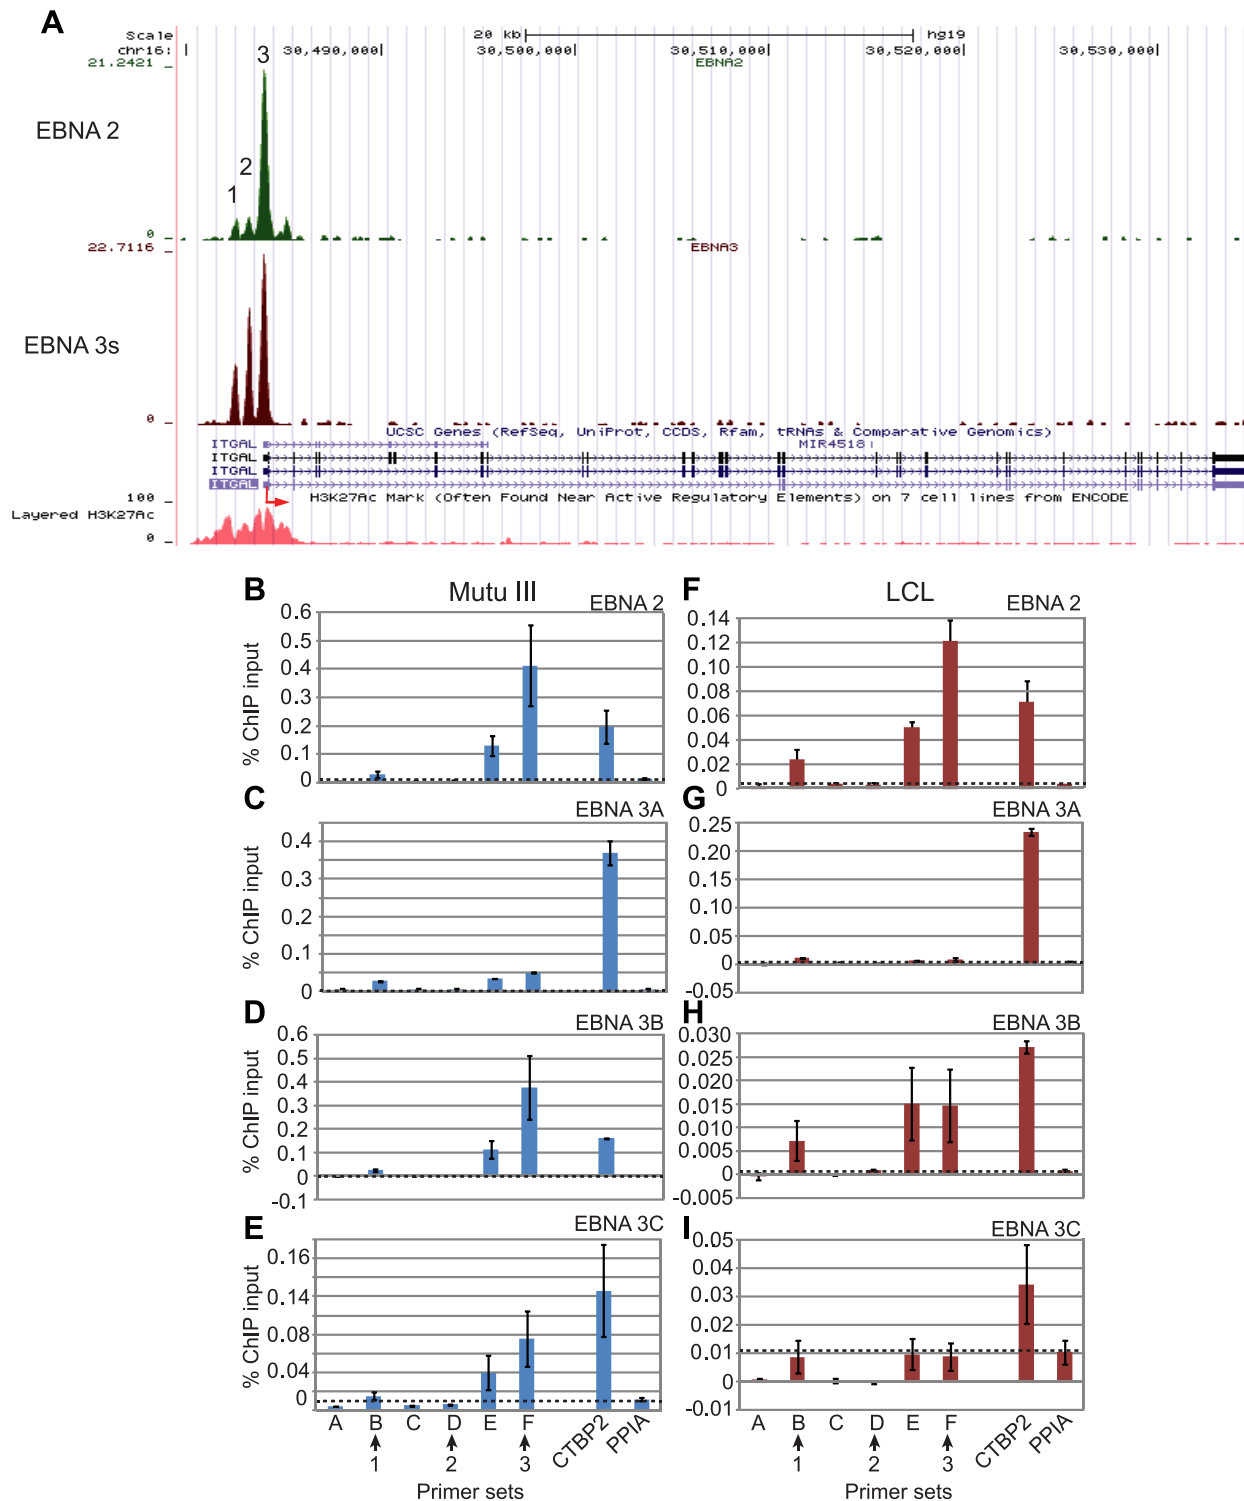 A
Scale 20 kb hg19
chr16: 30,490,000 30,500,000 30,510,000 30,520,000 30,530,000
21.2421 EBNA2
3
EBNA 2
2
1
0
22.7116 EBNA3
EBNA 3s
0
UCSC Genes (RefSeq, UniProt, CCDS, Rfam, tRNAs & Comparative Genomics)
ITGAL MIR4518
ITGAL
ITGAL
ITGAL
100 H3K27Ac Mark (Often Found Near Active Regulatory Elements) on 7 cell lines from ENCODE
Layered H3K27Ac
0
B Mutu III EBNA 2
% ChIP input
0.6
0.5
0.4
0.3
0.2
0.1
0
C EBNA 3A
% ChIP input
0.4
0.3
0.1
0
D EBNA 3B
% ChIP input
0.6
0.5
0.4
0.3
0.2
0.1
0
-0.1
E EBNA 3C
% ChIP input
0.16
0.14
0.08
0.04
0
A B C D E F CTBP2 PPIA
1 2 3
Primer sets
F LCL EBNA 2
0.14
0.12
0.10
0.08
0.06
0.04
0.02
0
G EBNA 3A
0.25
0.20
0.15
0.10
0.05
0
-0.05
H EBNA 3B
0.030
0.025
0.020
0.015
0.010
0.005
0
-0.005
I EBNA 3C
0.05
0.04
0.03
0.02
0.01
0
-0.01
A B C D E F CTBP2 PPIA
1 2 3
Primer sets